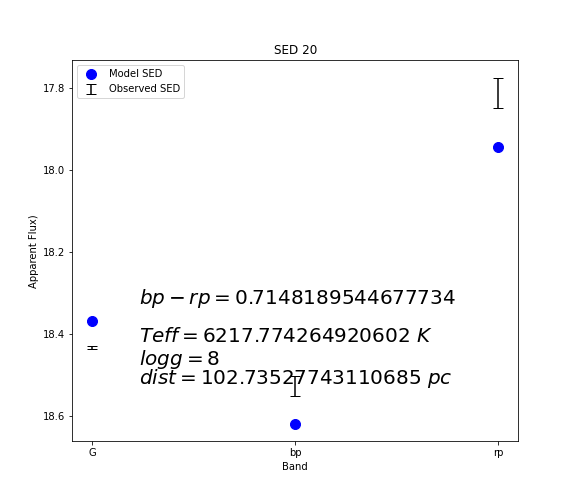 SED 20
Model SED
Observed SED
17.8
18.0
18.2
18.4
18.6
Apparent Flux)
bp − rp = 0.7148189544677734
Teff = 6217.774264920602 K
logg = 8
dist = 102.73527743110685 pc
G
bp
rp
Band